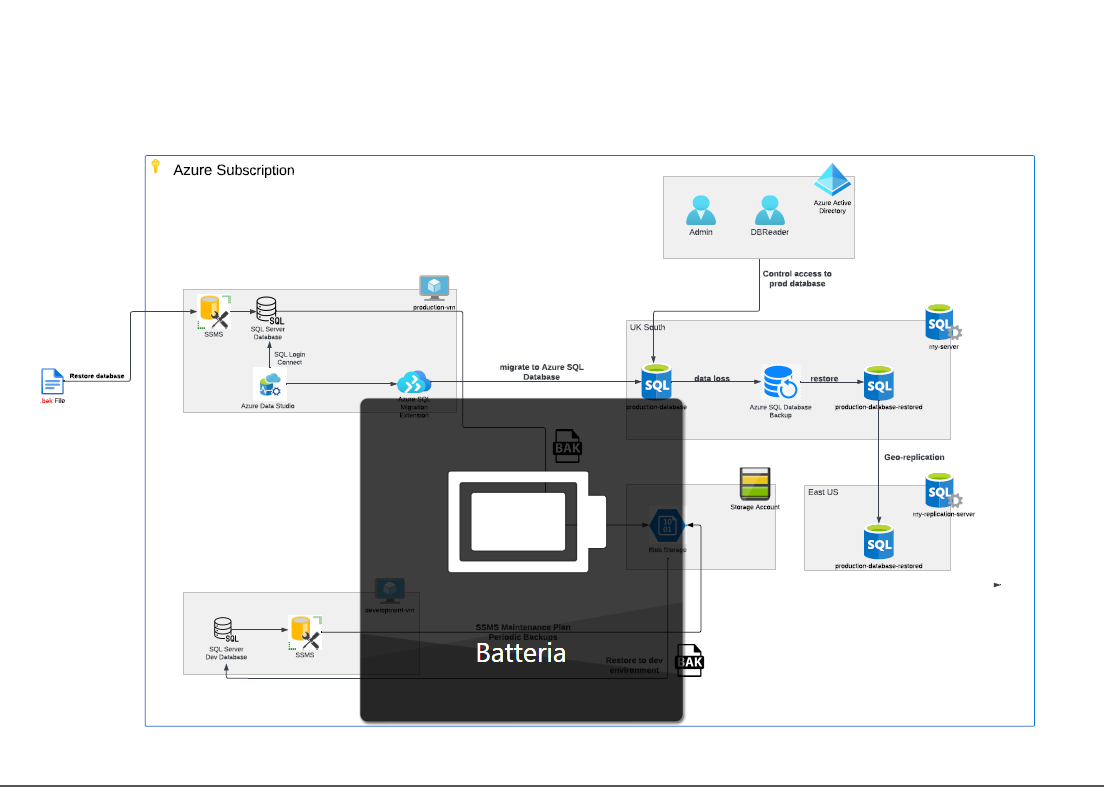 Azure Subscription
Azure Active
Directory
Admin
DBReader
Control access to
prod database
production-vm
SSMS
SQL
SQL Server
Database
SQL Login
Connect
Azure Data Studio
Restore database
.bak File
Azure SQL
Migration
Extension
migrate to Azure SQL
Database
UK South
SQL
my-server
SQL
production-database
data loss
Azure SQL Database
Backup
restore
SQL
production-database-restored
Geo-replication
BAK
Storage Account
10
01
Blob Storage
East US
SQL
my-replication-server
SQL
production-database-restored
development-vm
SQL
SQL Server
Dev Database
SSMS
SSMS Maintenance Plan
Periodic Backups
Batteria
Restore to dev
environment
BAK